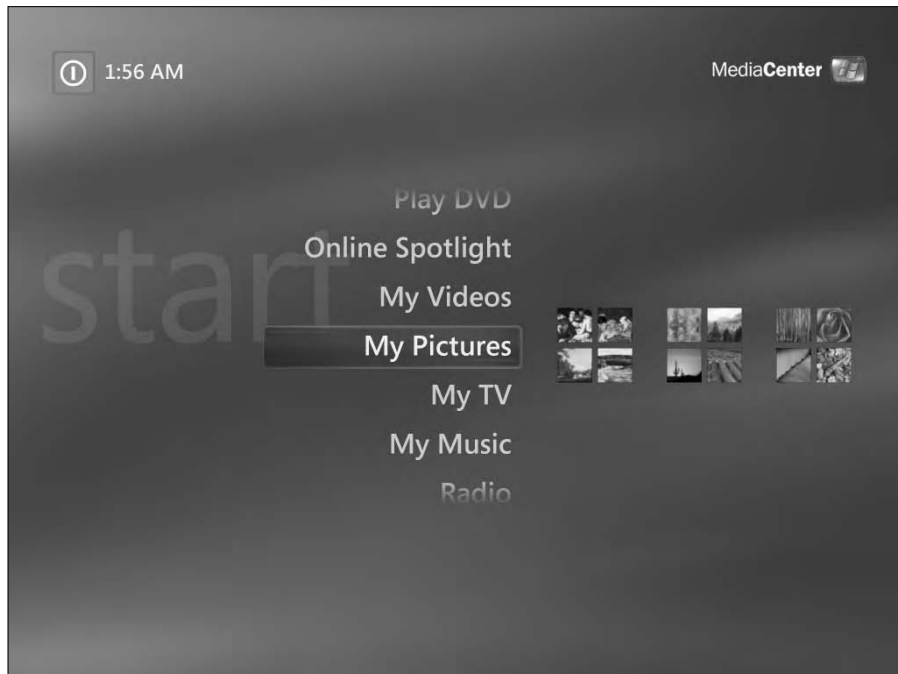 1:56 AM
MediaCenter
start
Play DVD
Online Spotlight
My Videos
My Pictures
My TV
My Music
Radio